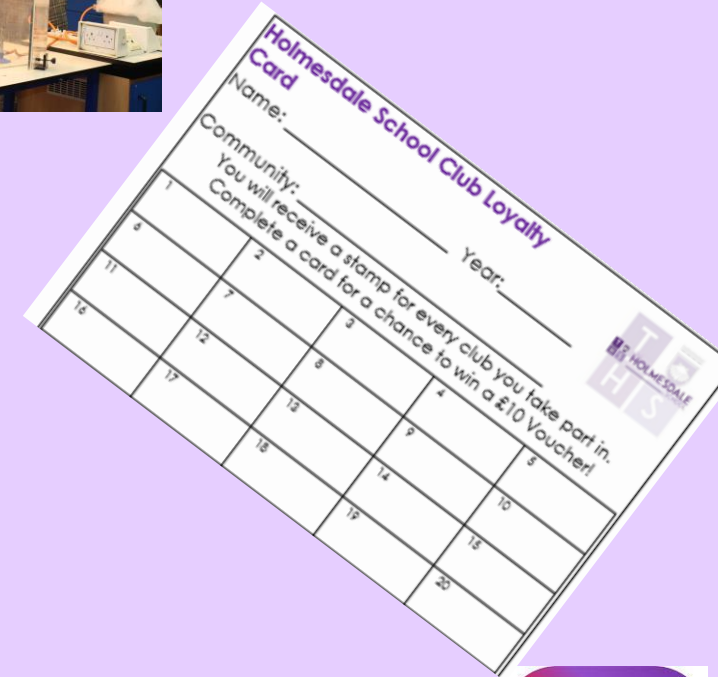 Holmesdale School Club Loyalty
Card
Name:
Year:
Community:
You will receive a stamp for every club you take part in.
Complete a card for a chance to win a £10 Voucher!
1 2 3 4 5
6 7 8 9 10
11 12 13 14 15
16 17 18 19 20
T
HOLMESDALE
H S